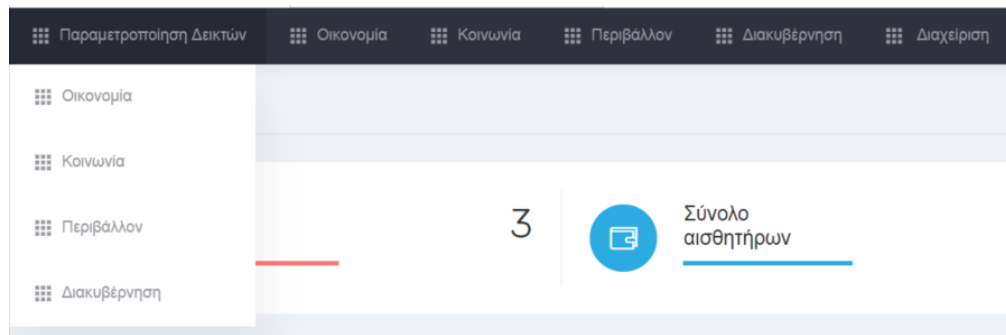 Παραμετροποίηση Δεικτών
Οικονομία
Κοινωνία
Περιβάλλον
Διακυβέρνηση
Διαχείριση
Οικονομία
Κοινωνία
Περιβάλλον
Διακυβέρνηση
3
Σύνολο
αισθητήρων